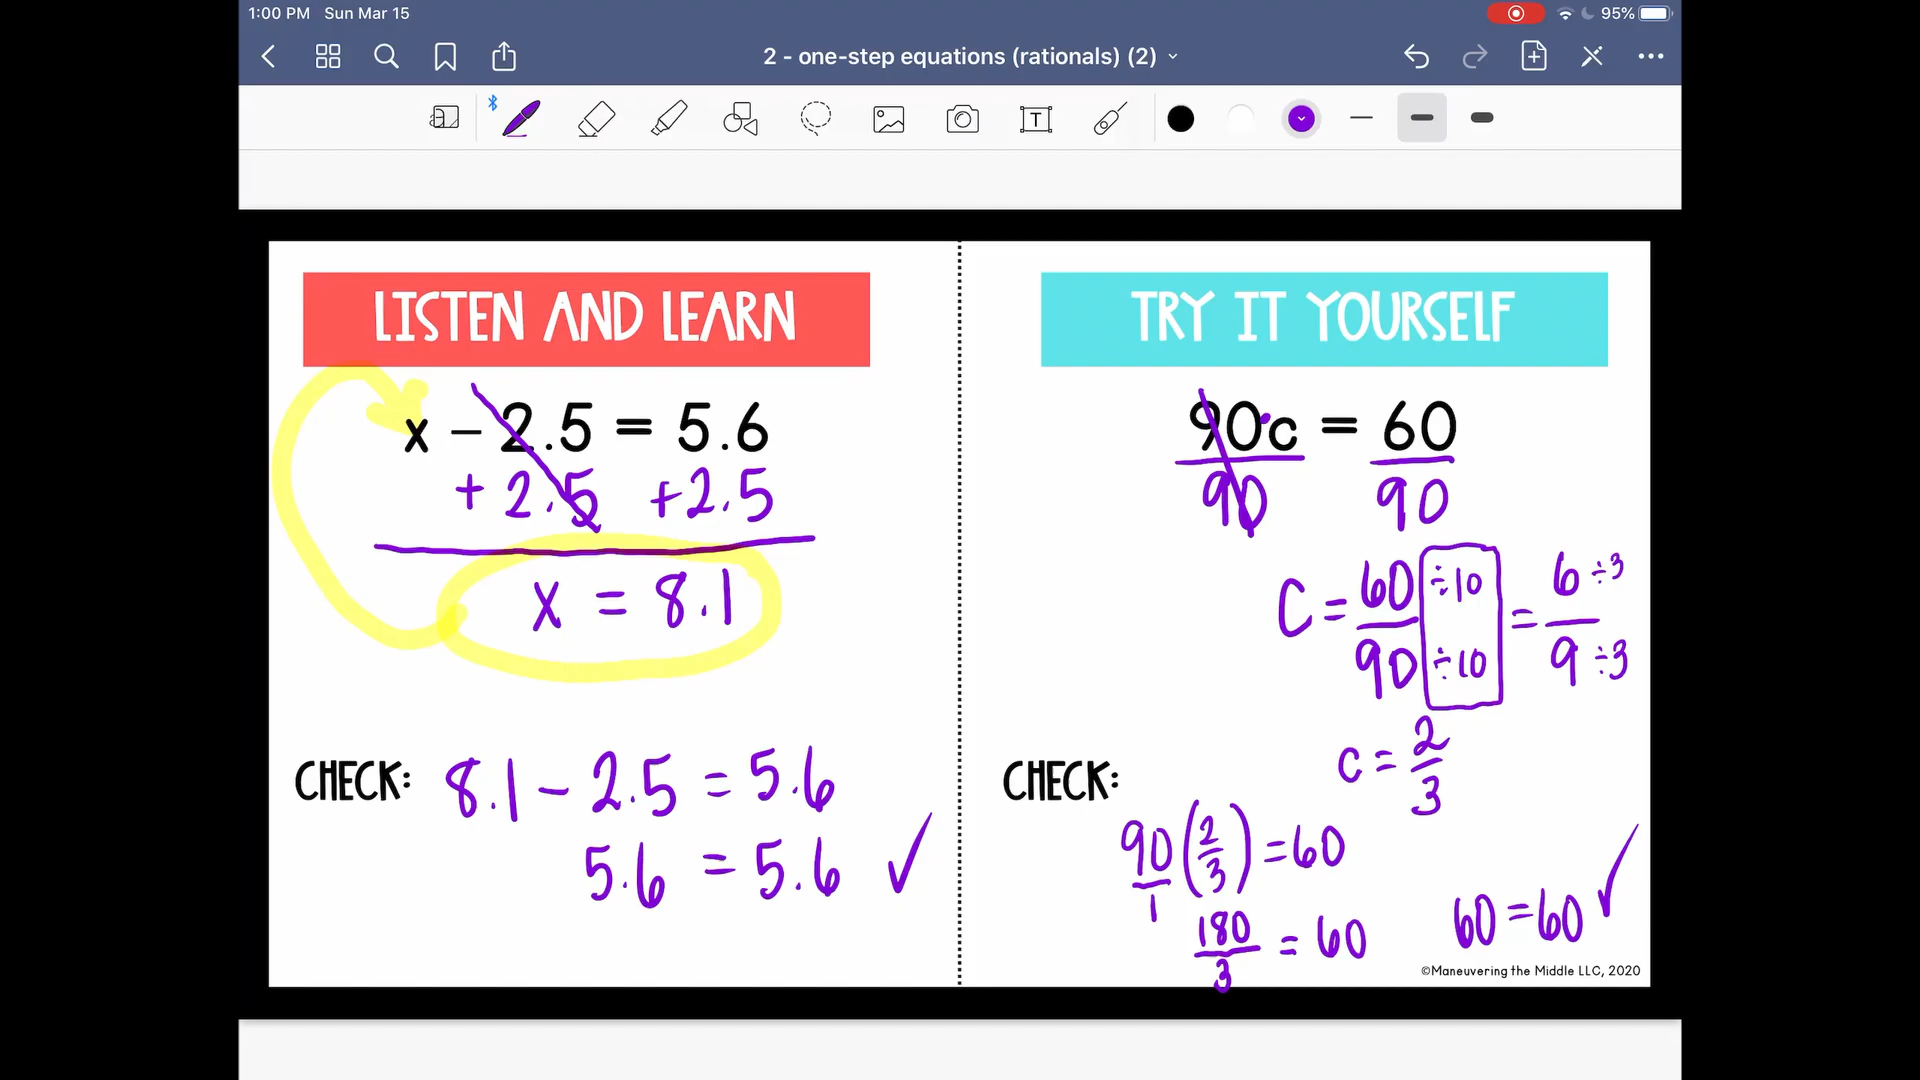 1:00 PM Sun Mar 15
95%
2 - one-step equations (rationals) (2)
T
LISTEN AND LEARN
x - 2.5 = 5.6
+ 2.5 +2.5
x = 8.1
CHECK: 8.1 - 2.5 = 5.6
5.6 = 5.6 ✓
TRY IT YOURSELF
90•c = 60
90 90
C = 60/90 ÷10/÷10 = 6÷3/9÷3
c = 2/3
CHECK:
90/1 (2/3) = 60
180/3 = 60
60 = 60 ✓
©Maneuvering the Middle LLC, 2020